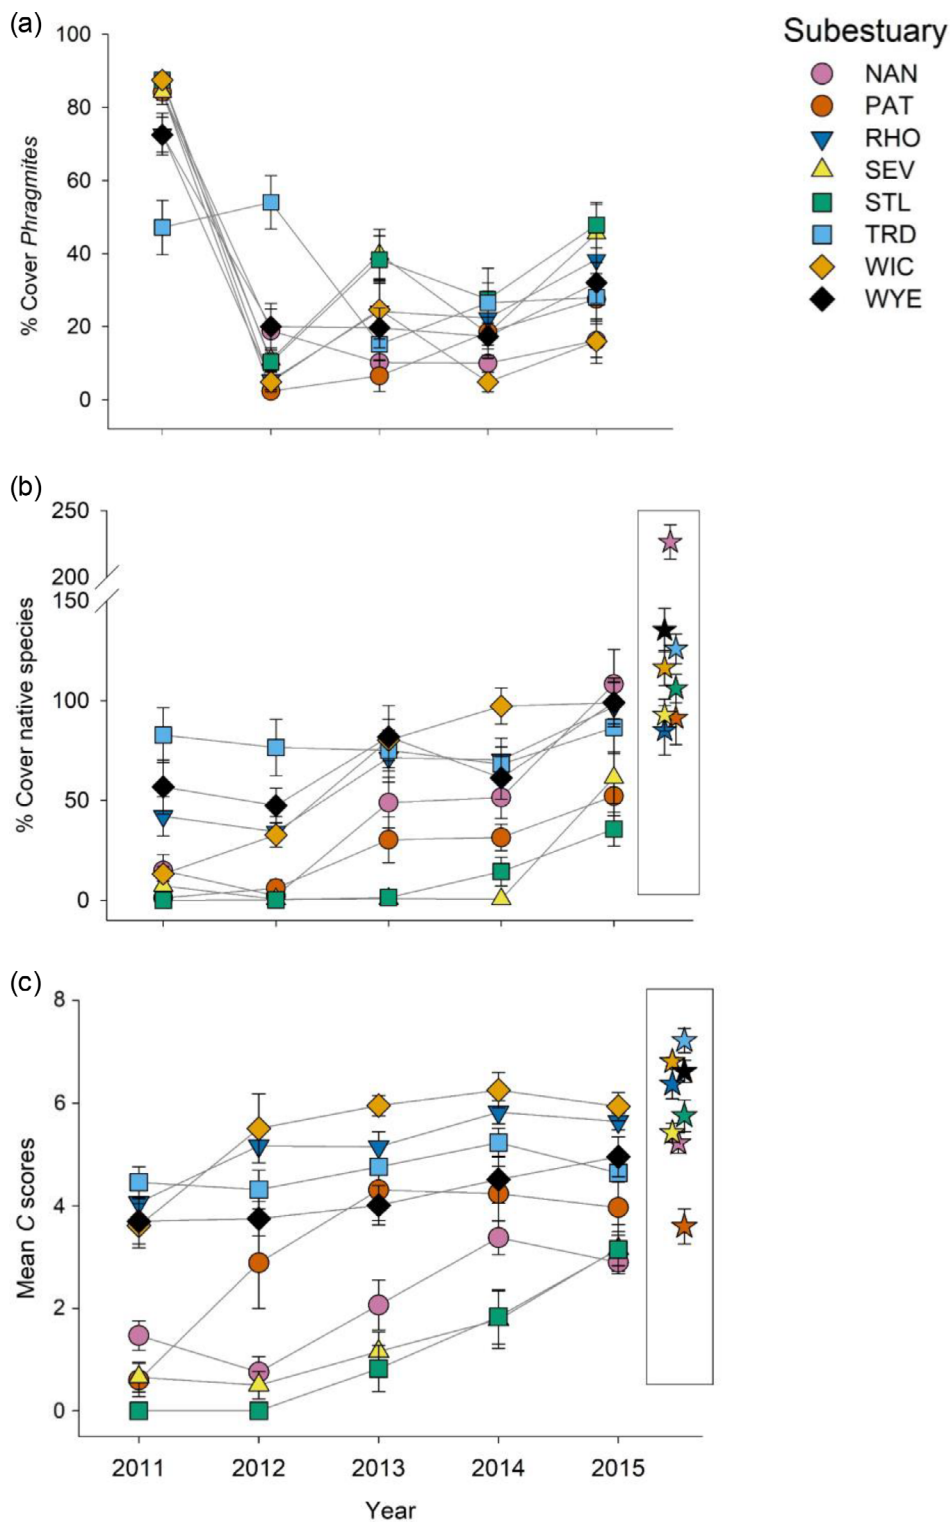 (a)
100
80
60
40
20
0
% Cover Phragmites
Subestuary
NAN
PAT
RHO
SEV
STL
TRD
WIC
WYE
(b)
250
200
150
100
50
0
% Cover native species
(c)
8
6
4
2
0
Mean C scores
2011 2012 2013 2014 2015
Year